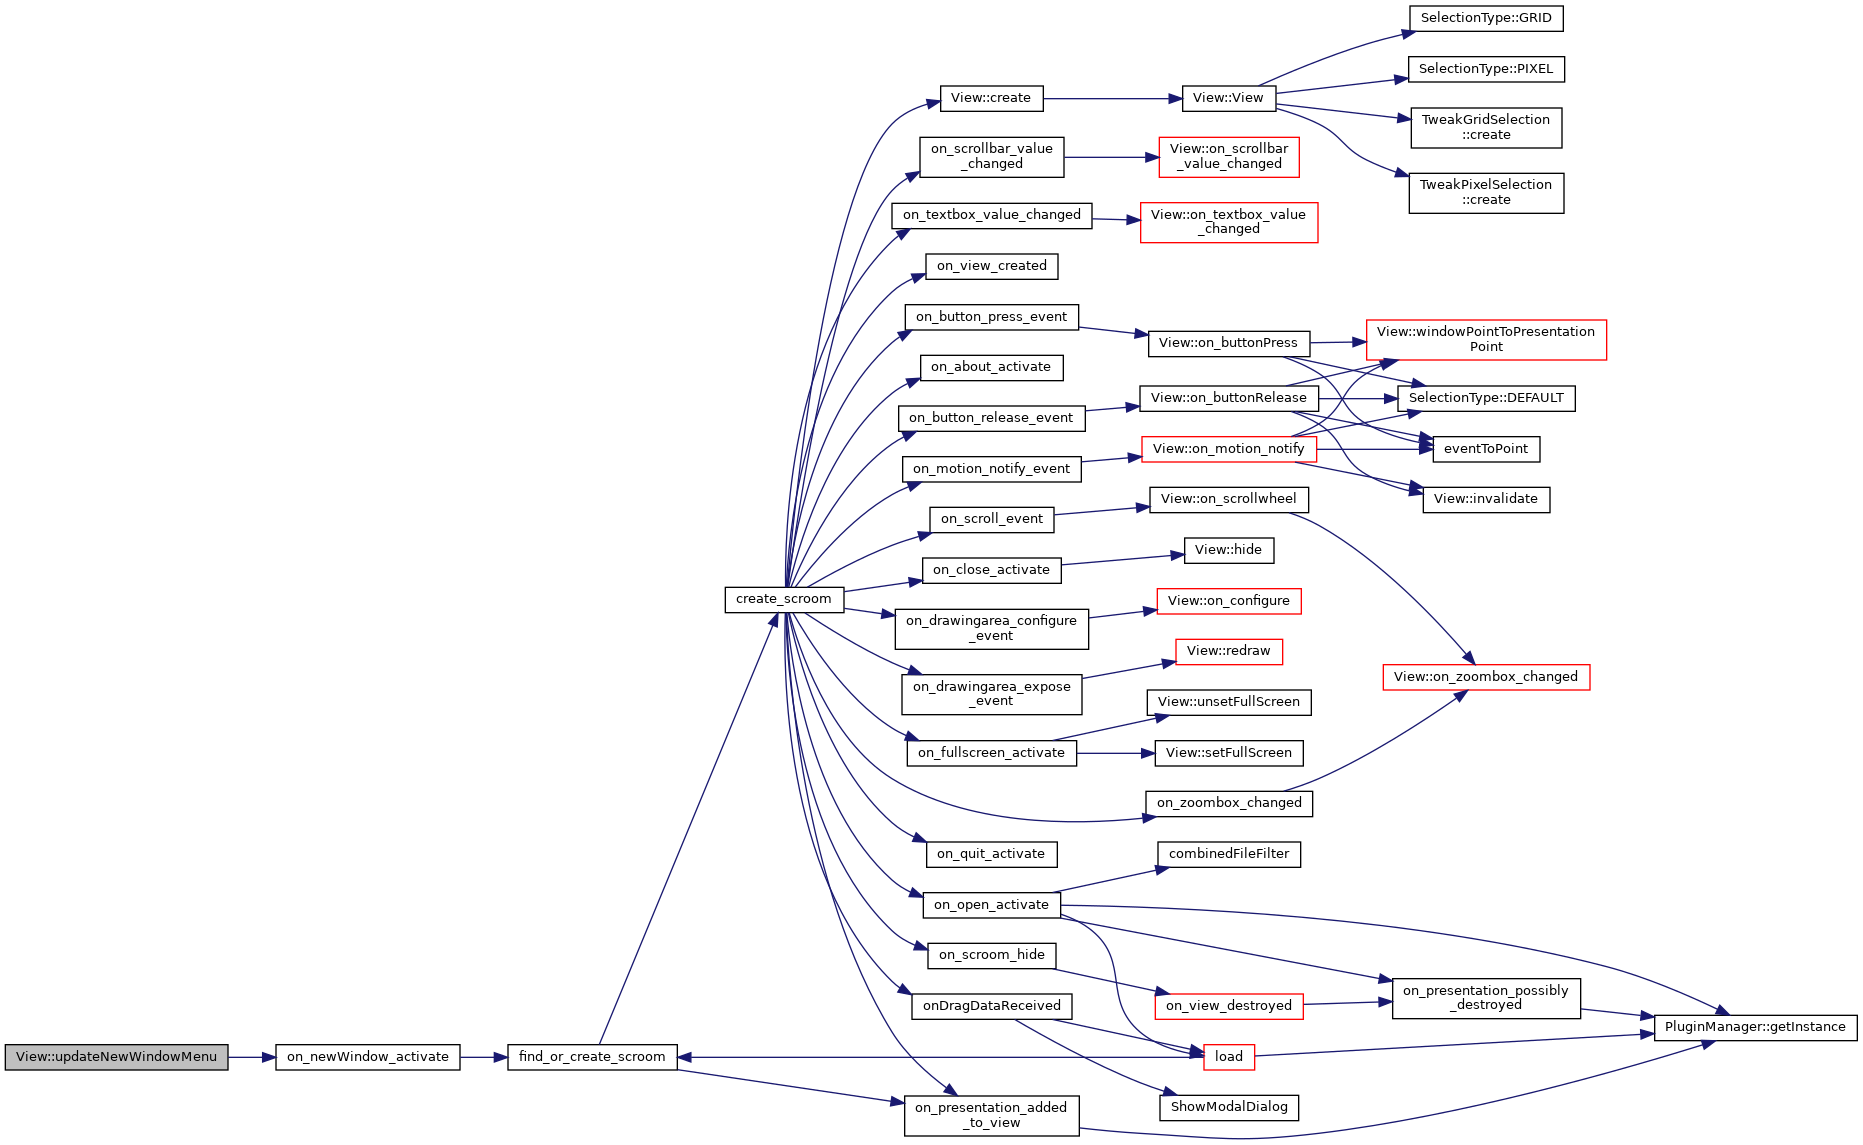 SelectionType::GRID
SelectionType::PIXEL
View::create
View::View
TweakGridSelection
::create
on_scrollbar_value
_changed
View::on_scrollbar
_value_changed
TweakPixelSelection
::create
on_textbox_value_changed
View::on_textbox_value
_changed
on_view_created
on_button_press_event
View::on_buttonPress
View::windowPointToPresentation
Point
on_about_activate
on_button_release_event
View::on_buttonRelease
SelectionType::DEFAULT
on_motion_notify_event
View::on_motion_notify
eventToPoint
View::invalidate
on_scroll_event
View::on_scrollwheel
on_close_activate
View::hide
create_scroom
on_drawingarea_configure
_event
View::on_configure
on_drawingarea_expose
_event
View::redraw
View::on_zoombox_changed
View::unsetFullScreen
on_fullscreen_activate
View::setFullScreen
on_zoombox_changed
on_quit_activate
combinedFileFilter
on_open_activate
on_scroom_hide
onDragDataReceived
View::updateNewWindowMenu
on_newWindow_activate
find_or_create_scroom
on_view_destroyed
on_presentation_possibly
_destroyed
PluginManager::getInstance
load
ShowModalDialog
on_presentation_added
_to_view